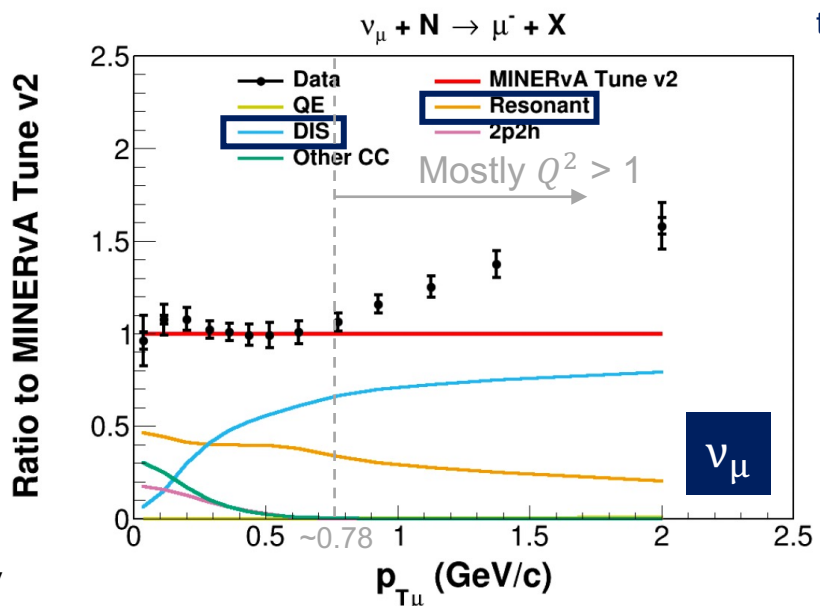 ν_μ + N → μ⁻ + X
t
Ratio to MINERvA Tune v2
2.5
2
1.5
1
0.5
0
Data
QE
DIS
Other CC
MINERvA Tune v2
Resonant
2p2h
Mostly Q² > 1
ν_μ
0
0.5
~0.78
1
1.5
2
2.5
p_Tμ (GeV/c)